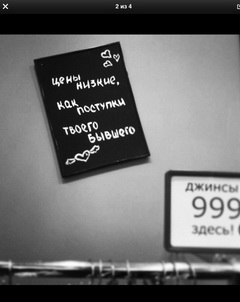 2 из 4
цены
низкие,
как
поступки
твоего
бывшего
ДЖИНСЫ
999
здесь!